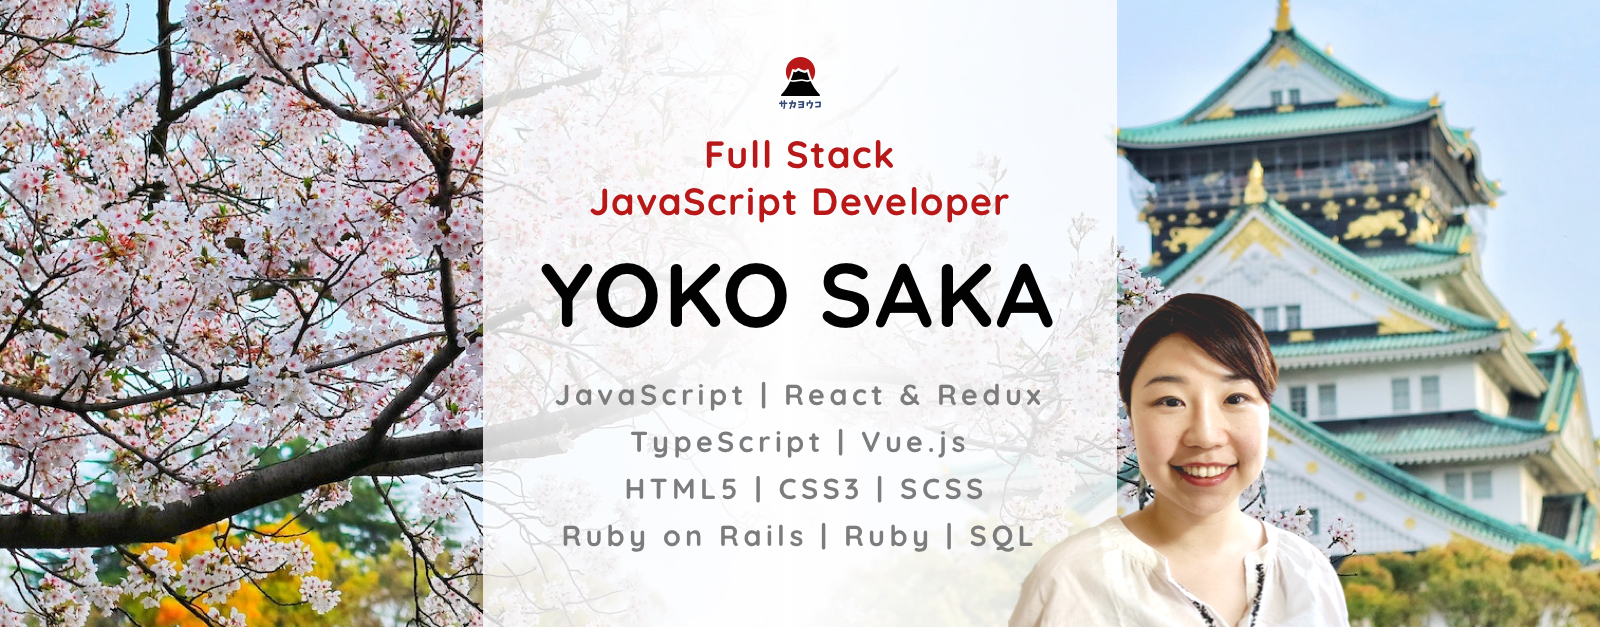 サカヨウコ
Full Stack
JavaScript Developer
YOKO SAKA
JavaScript | React & Redux
TypeScript | Vue.js
HTML5 | CSS3 | SCSS
Ruby on Rails | Ruby | SQL